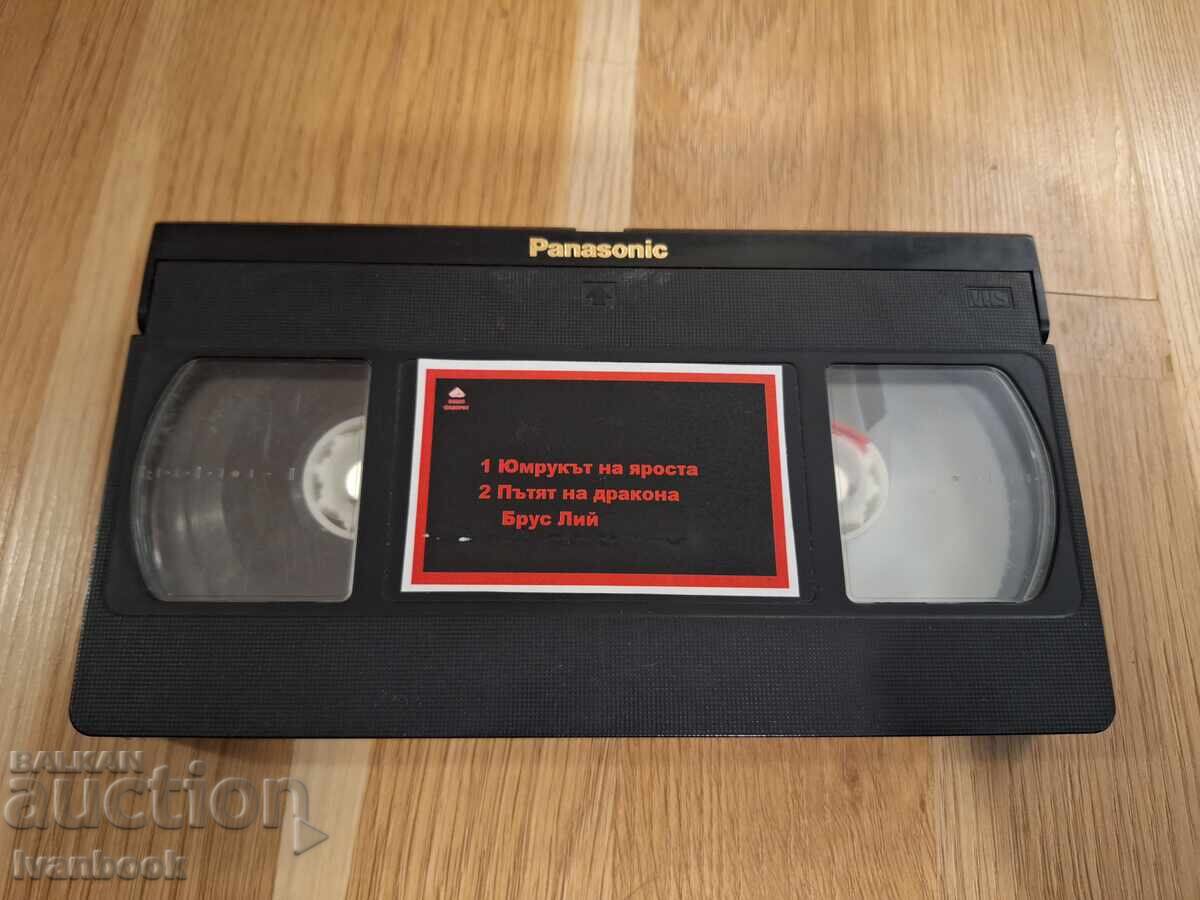 Panasonic
VHS
1 Юмрукът на яроста
2 Пътят на дракона
Брус Лий
BALKAN
auction
Ivanbook